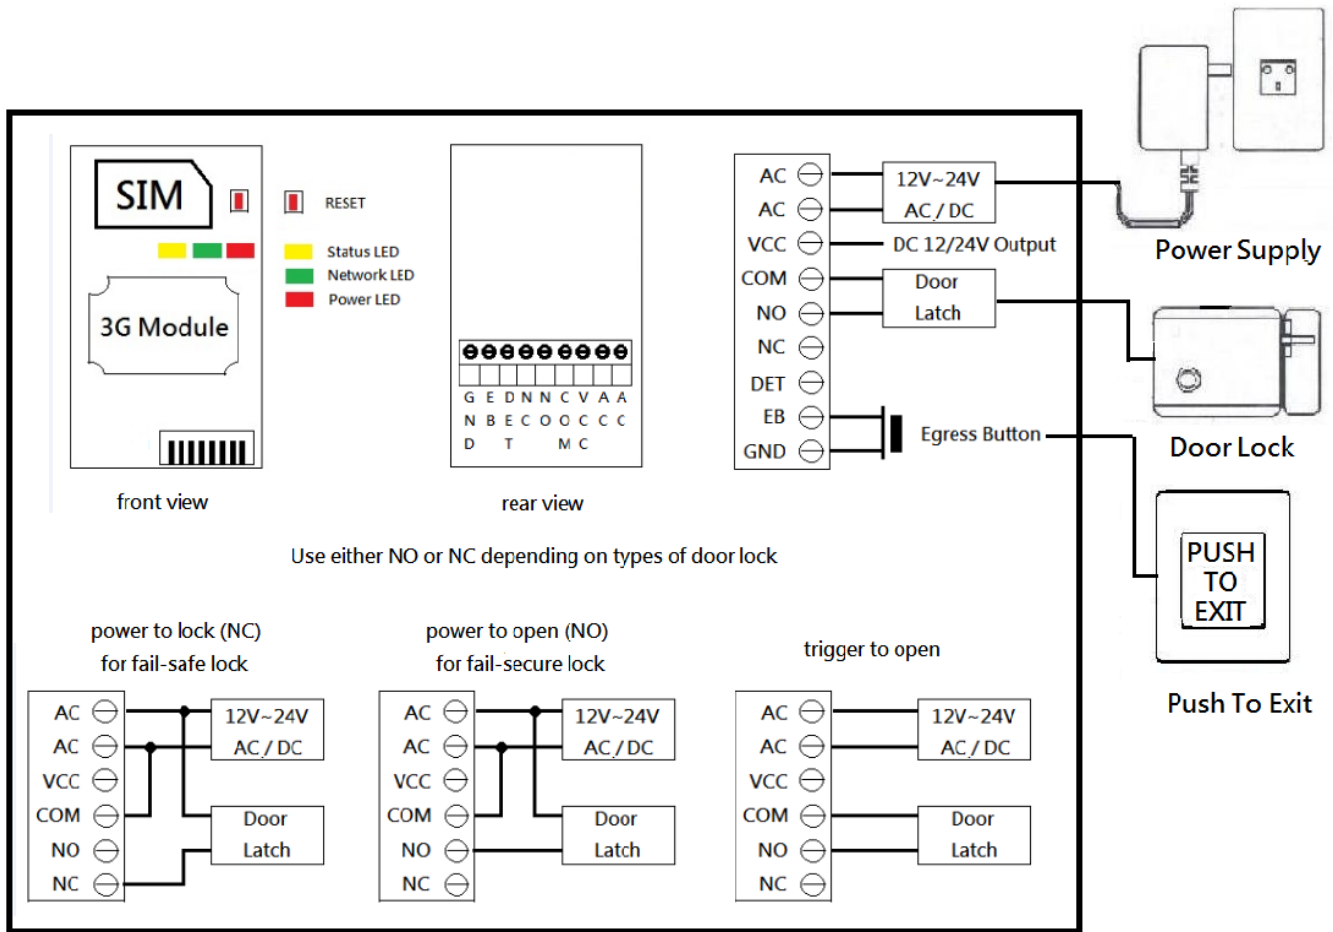 SIM
RESET
Status LED
Network LED
Power LED
3G Module
front view
G E D N N C V A A
N B E C O O C C C
D T M C
rear view
AC
AC
VCC
COM
NO
NC
DET
EB
GND
12V~24V
AC / DC
DC 12/24V Output
Door
Latch
Egress Button
Power Supply
Door Lock
PUSH
TO
EXIT
Push To Exit
Use either NO or NC depending on types of door lock
power to lock (NC)
for fail-safe lock
AC
AC
VCC
COM
NO
NC
12V~24V
AC / DC
Door
Latch
power to open (NO)
for fail-secure lock
AC
AC
VCC
COM
NO
NC
12V~24V
AC / DC
Door
Latch
trigger to open
AC
AC
VCC
COM
NO
NC
12V~24V
AC / DC
Door
Latch